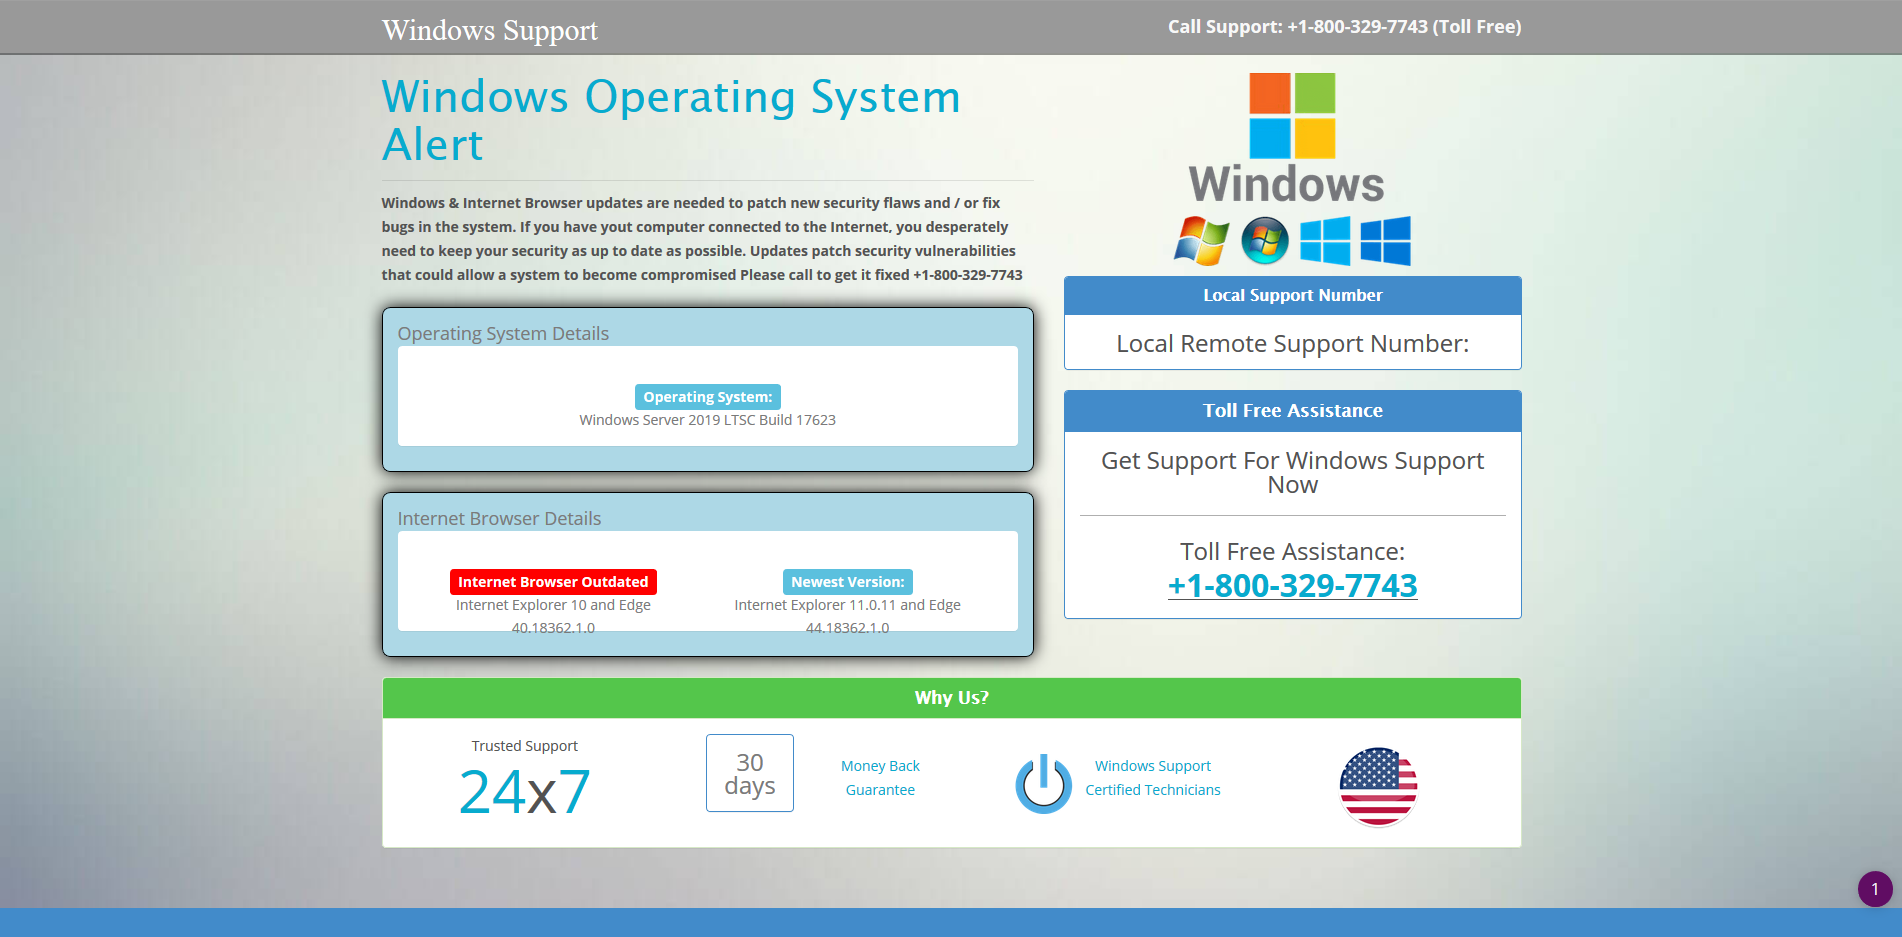 Windows Support
Call Support: +1-800-329-7743 (Toll Free)
Windows Operating System
Alert
Windows & Internet Browser updates are needed to patch new security flaws and / or fix
bugs in the system. If you have yout computer connected to the Internet, you desperately
need to keep your security as up to date as possible. Updates patch security vulnerabilities
that could allow a system to become compromised Please call to get it fixed +1-800-329-7743
Operating System Details
Operating System:
Windows Server 2019 LTSC Build 17623
Internet Browser Details
Internet Browser Outdated
Internet Explorer 10 and Edge
40.18362.1.0
Newest Version:
Internet Explorer 11.0.11 and Edge
44.18362.1.0
Windows
Local Support Number
Local Remote Support Number:
Toll Free Assistance
Get Support For Windows Support
Now
Toll Free Assistance:
+1-800-329-7743
Why Us?
Trusted Support
24x7
30
days
Money Back
Guarantee
Windows Support
Certified Technicians
1